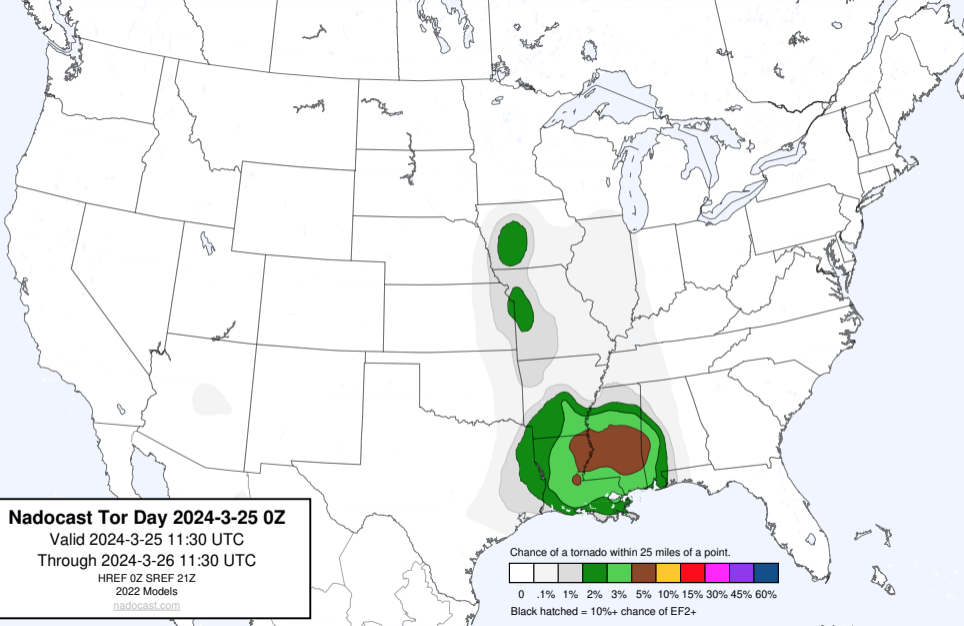 Nadocast Tor Day 2024-3-25 0Z
Valid 2024-3-25 11:30 UTC
Through 2024-3-26 11:30 UTC
HREF 0Z SREF 21Z
2022 Models
nadocast.com
Chance of a tornado within 25 miles of a point.
0 .1% 1% 2% 3% 5% 10% 15% 30% 45% 60%
Black hatched = 10%+ chance of EF2+